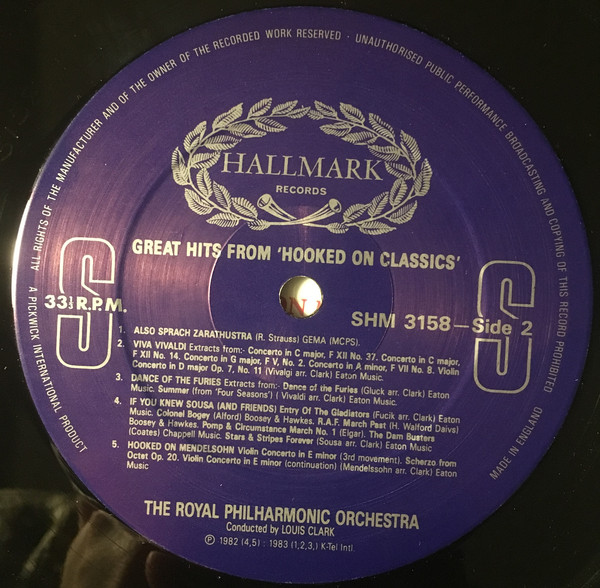 ALL RIGHTS OF THE MANUFACTURER AND OF THE OWNER OF THE RECORDED WORK RESERVED · UNAUTHORISED PUBLIC PERFORMANCE BROADCASTING AND COPYING OF THIS RECORD PROHIBITED
HALLMARK
RECORDS
GREAT HITS FROM 'HOOKED ON CLASSICS'
S
S
33⅓ R.P.M.
SHM 3158—Side 2
1. ALSO SPRACH ZARATHUSTRA (R. Strauss) GEMA (MCPS).
2. VIVA VIVALDI Extracts from:- Concerto in C major, F XII No. 37. Concerto in C major,
F XII No. 14. Concerto in G major, F V, No. 2. Concerto in A minor, F VII No. 8. Violin
Concerto in D major Op. 7, No. 11 (Vivalgi arr. Clark) Eaton Music.
3. DANCE OF THE FURIES Extracts from:- Dance of the Furies (Gluck arr. Clark) Eaton
Music. Summer (from 'Four Seasons') ( Vivaldi arr. Clark) Eaton Music.
4. IF YOU KNEW SOUSA (AND FRIENDS) Entry Of The Gladiators (Fucik arr. Clark) Eaton
Music. Colonel Bogey (Alford) Boosey & Hawkes. R.A.F. March Past (H. Walford Daivs)
Boosey & Hawkes. Pomp & Circumstance March No. 1 (Elgar). The Dam Busters
(Coates) Chappell Music. Stars & Stripes Forever (Sousa arr. Clark) Eaton Music
5. HOOKED ON MENDELSOHN Violin Concerto in E minor (3rd movement). Scherzo from
Octet Op. 20. Violin Concerto in E minor (continuation) (Mendelssohn arr. Clark) Eaton
Music
THE ROYAL PHILHARMONIC ORCHESTRA
Conducted by LOUIS CLARK
℗ 1982 (4,5) : 1983 (1,2,3,) K-Tel Intl.
A PICKWICK INTERNATIONAL PRODUCT
MADE IN ENGLAND